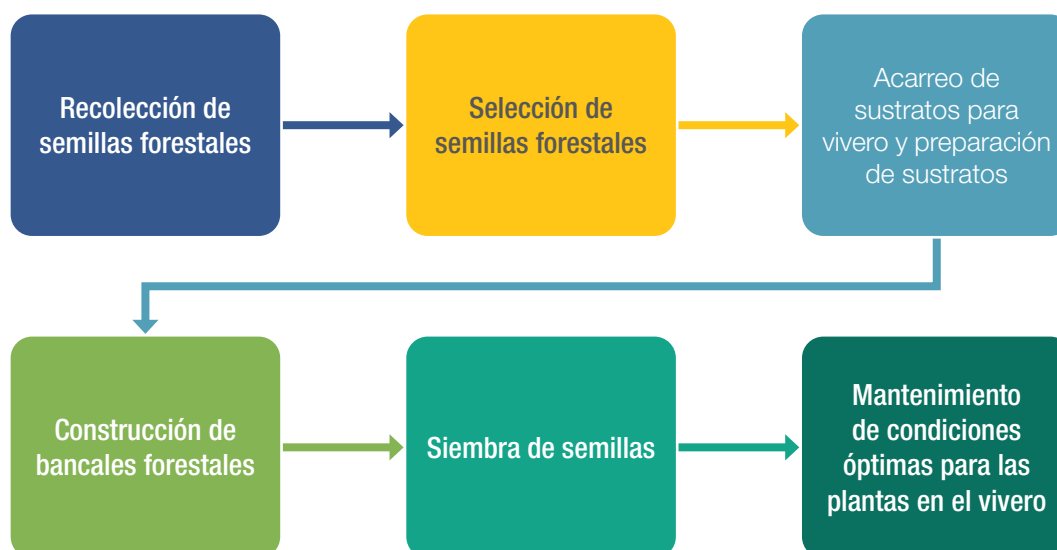 Recolección de
semillas forestales
Selección de
semillas forestales
Acarreo de
sustratos para
vivero y preparación
de sustratos
Construcción de
bancales forestales
Siembra de semillas
Mantenimiento
de condiciones
óptimas para las
plantas en el vivero